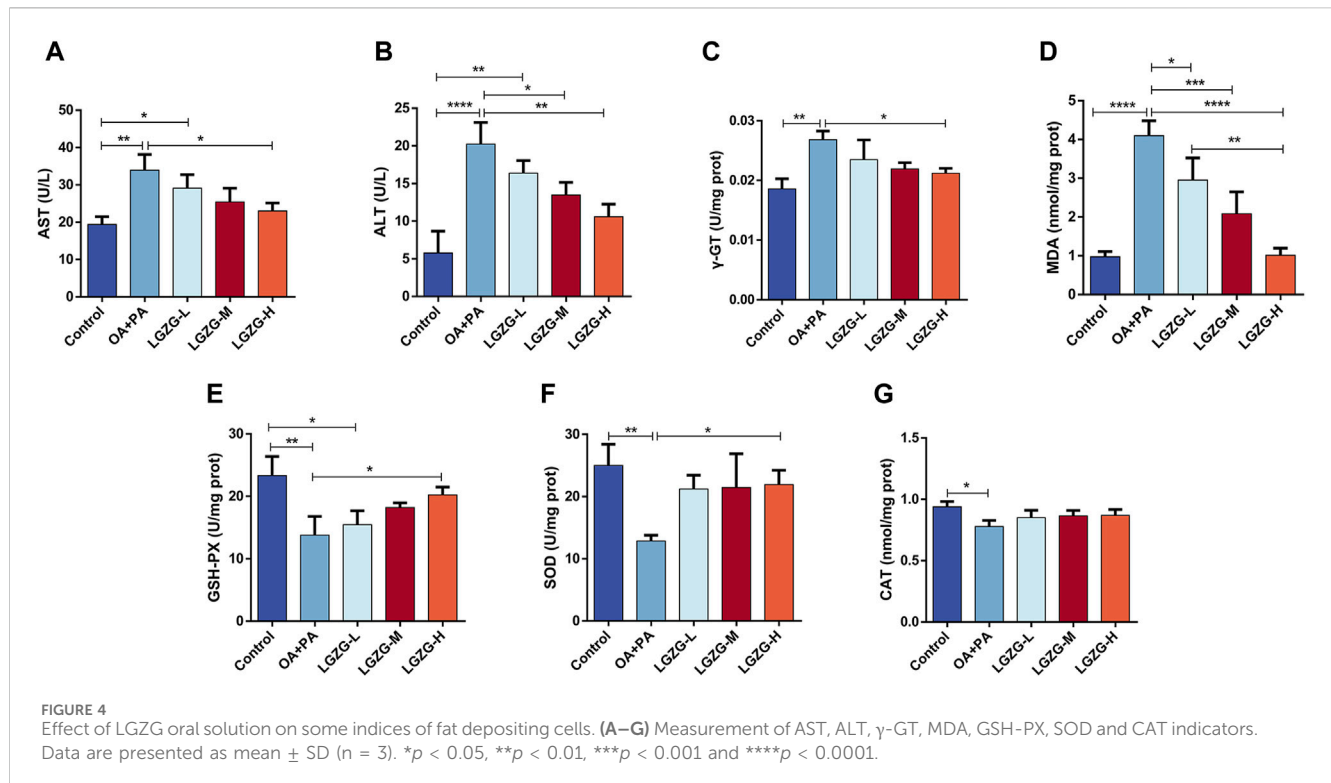 A
AST (U/L)
50
40
30
20
10
0
*
**
*
Control
OA+PA
LGZG-L
LGZG-M
LGZG-H
B
ALT (U/L)
25
20
15
10
5
0
**
*
****
**
Control
OA+PA
LGZG-L
LGZG-M
LGZG-H
C
γ-GT (U/mg prot)
0.03
0.02
0.01
0.00
**
*
Control
OA+PA
LGZG-L
LGZG-M
LGZG-H
D
MDA (nmol/mg prot)
5
4
3
2
1
0
*
***
****
****
**
Control
OA+PA
LGZG-L
LGZG-M
LGZG-H
E
GSH-PX (U/mg prot)
30
20
10
0
*
**
*
Control
OA+PA
LGZG-L
LGZG-M
LGZG-H
F
SOD (U/mg prot)
30
20
10
0
**
*
Control
OA+PA
LGZG-L
LGZG-M
LGZG-H
G
CAT (nmol/mg prot)
1.5
1.0
0.5
0.0
*
Control
OA+PA
LGZG-L
LGZG-M
LGZG-H
FIGURE 4
Effect of LGZG oral solution on some indices of fat depositing cells. (A–G) Measurement of AST, ALT, γ-GT, MDA, GSH-PX, SOD and CAT indicators.
Data are presented as mean ± SD (n = 3). *p < 0.05, **p < 0.01, ***p < 0.001 and ****p < 0.0001.